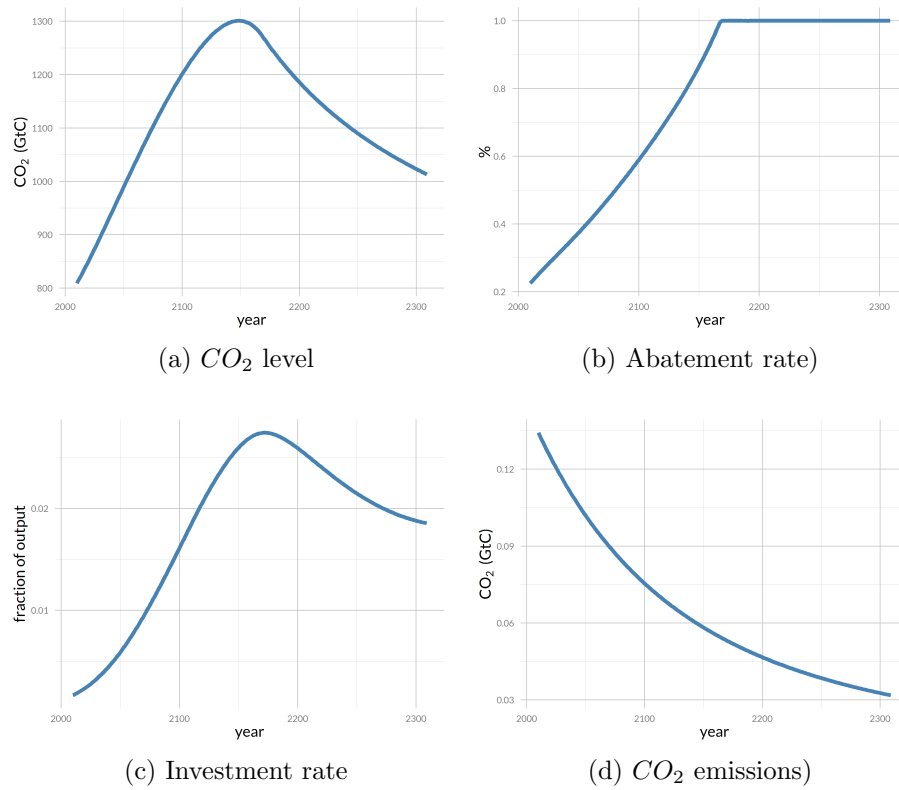 1300
1200
1100
1000
900
800
CO₂ (GtC)
2000 2100 2200 2300
year
(a) CO₂ level
1.0
0.8
0.6
0.4
0.2
%
2000 2100 2200 2300
year
(b) Abatement rate)
0.02
0.01
fraction of output
2000 2100 2200 2300
year
(c) Investment rate
0.12
0.09
0.06
0.03
CO₂ (GtC)
2000 2100 2200 2300
year
(d) CO₂ emissions)